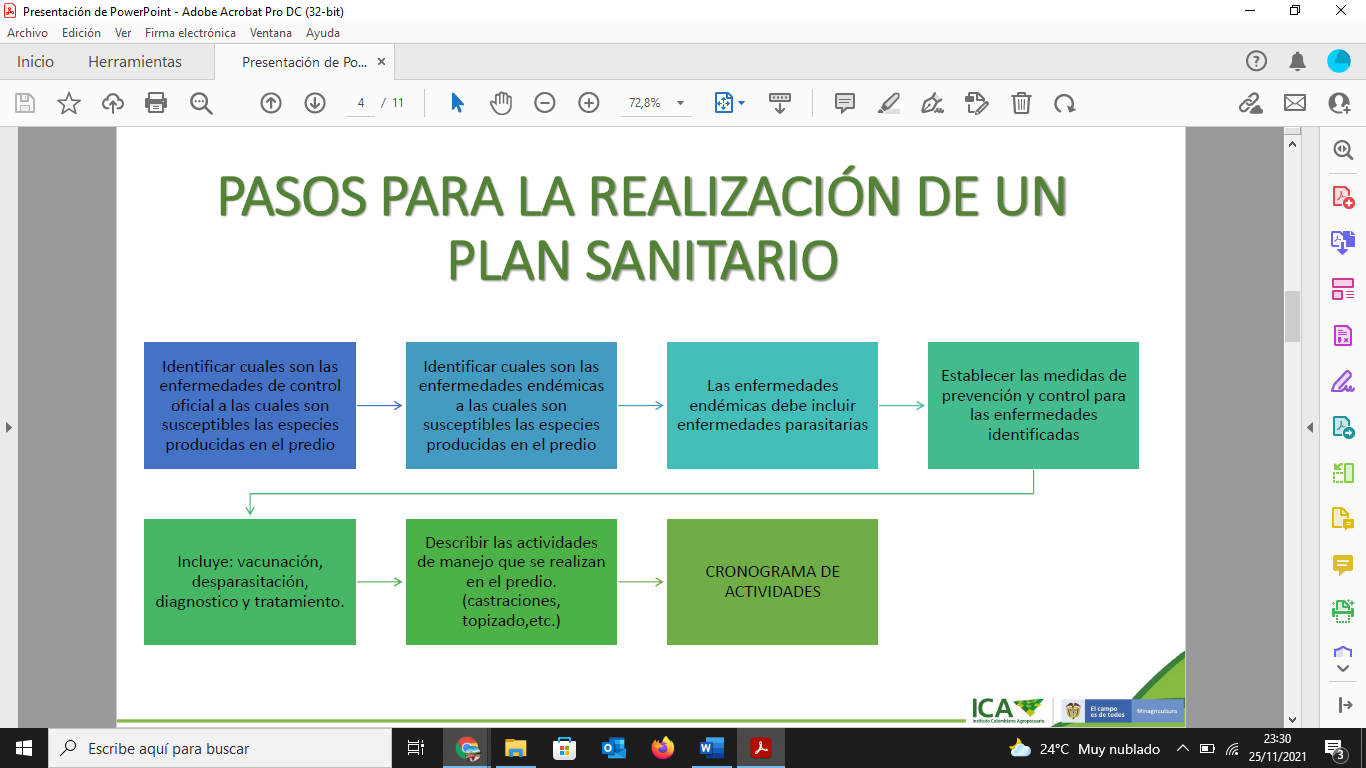 Presentación de PowerPoint - Adobe Acrobat Pro DC (32-bit)
Archivo Edición Ver Firma electrónica Ventana Ayuda
Inicio Herramientas Presentación de Po... ×
4 / 11 72,8%
PASOS PARA LA REALIZACIÓN DE UN
PLAN SANITARIO
Identificar cuales son las
enfermedades de control
oficial a las cuales son
susceptibles las especies
producidas en el predio
Identificar cuales son las
enfermedades endémicas
a las cuales son
susceptibles las especies
producidas en el predio
Las enfermedades
endémicas debe incluir
enfermedades parasitarias
Establecer las medidas de
prevención y control para
las enfermedades
identificadas
Incluye: vacunación,
desparasitación,
diagnostico y tratamiento.
Describir las actividades
de manejo que se realizan
en el predio.
(castraciones,
topizado,etc.)
CRONOGRAMA DE
ACTIVIDADES
ICA
Instituto Colombiano Agropecuario
El campo
es de todos
Minagricultura
Escribe aquí para buscar
24°C Muy nublado
23:30
25/11/2021
3